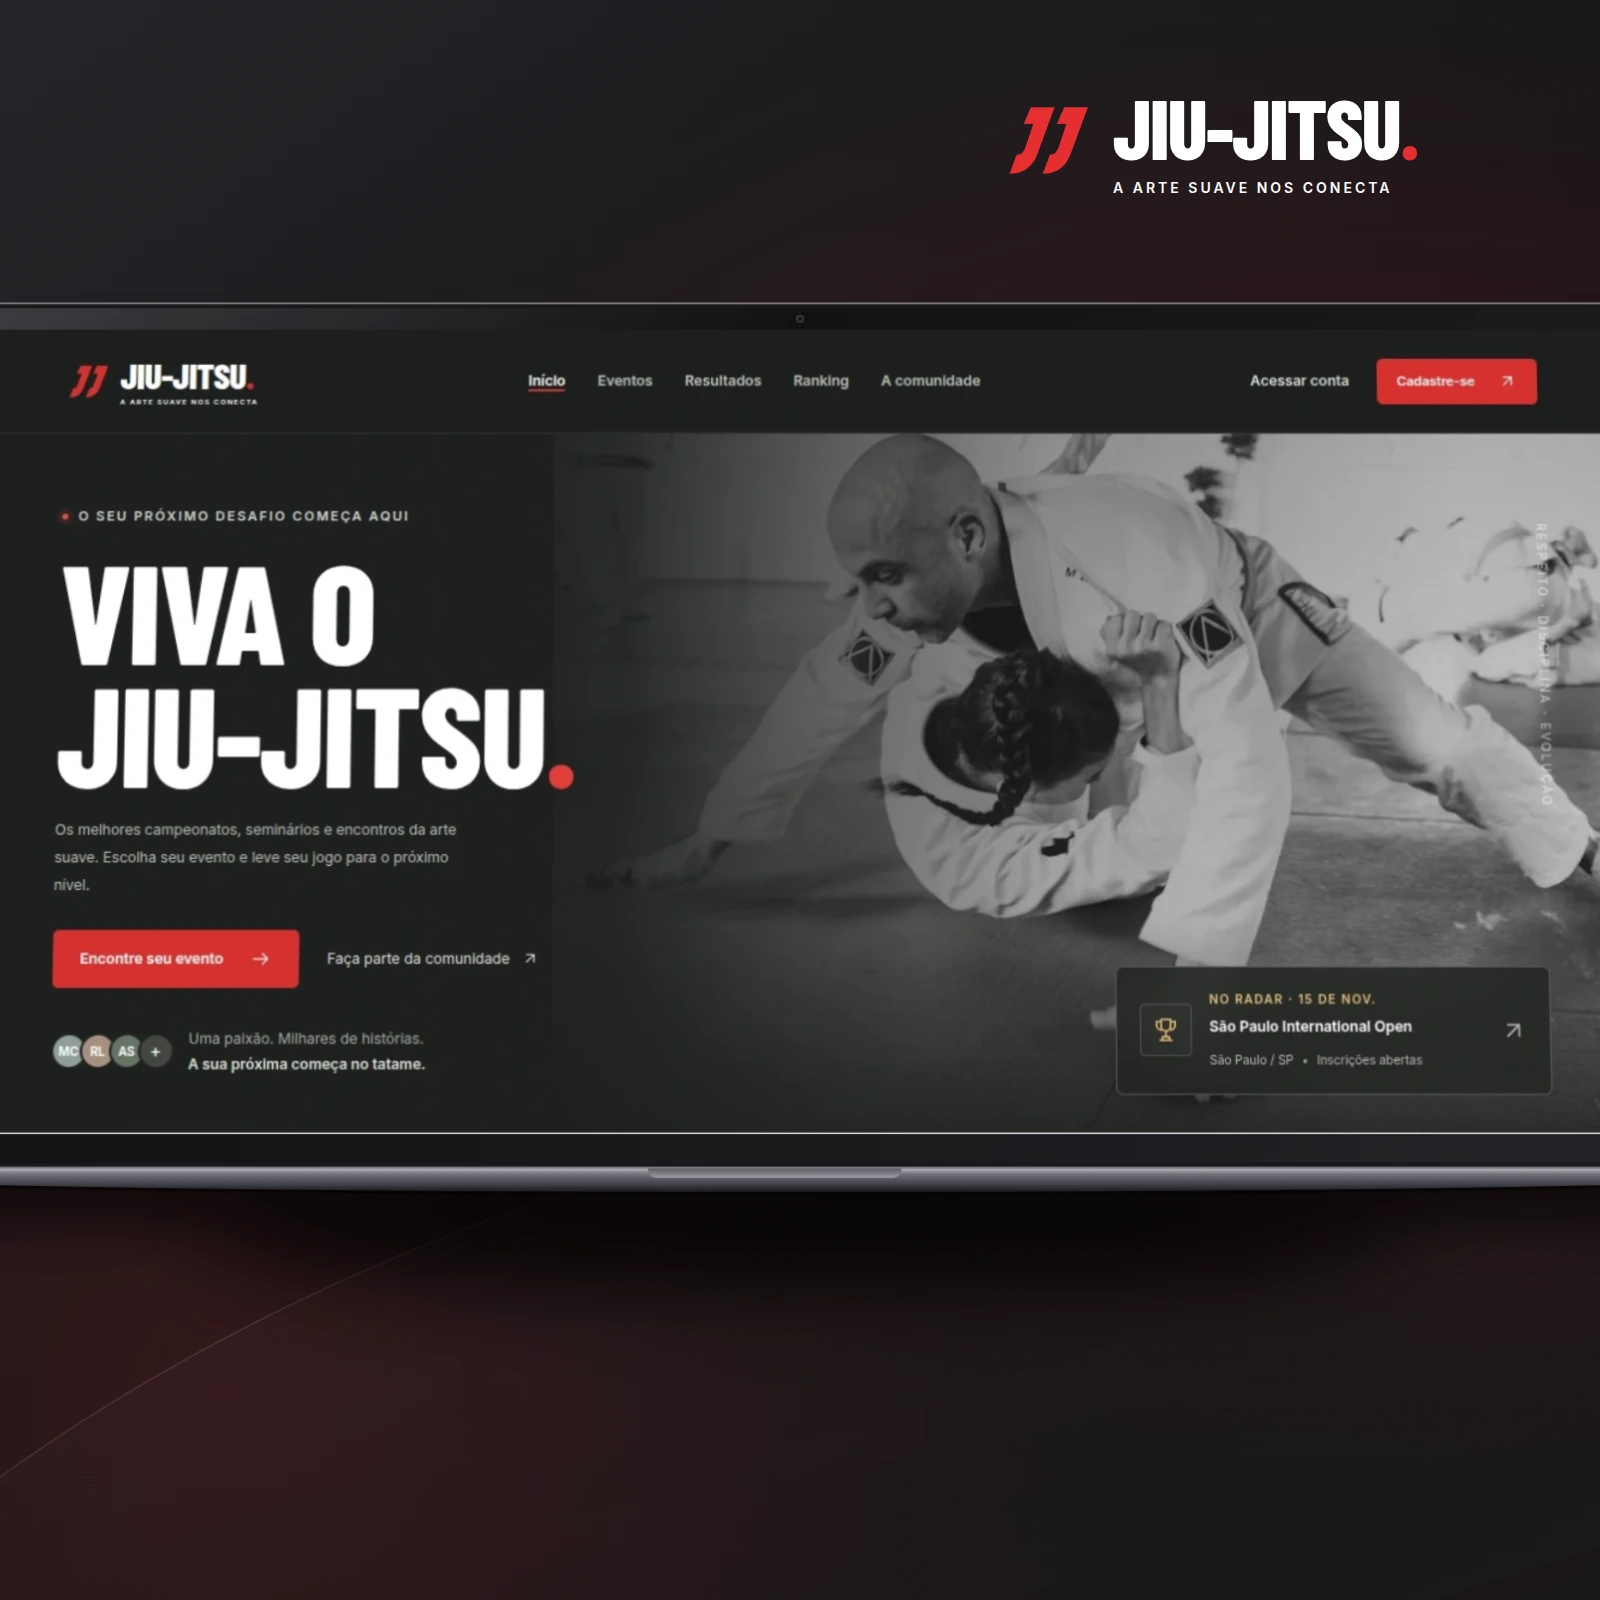 JIU-JITSU.
A ARTE SUAVE NOS CONECTA
JIU-JITSU.
A ARTE SUAVE NOS CONECTA
Início
Eventos
Resultados
Ranking
A comunidade
Acessar conta
Cadastre-se
O SEU PRÓXIMO DESAFIO COMEÇA AQUI
VIVA O
JIU-JITSU.
Os melhores campeonatos, seminários e encontros da arte
suave. Escolha seu evento e leve seu jogo para o próximo
nível.
Encontre seu evento
Faça parte da comunidade
MC
RL
AS
+
Uma paixão. Milhares de histórias.
A sua próxima começa no tatame.
RESPEITO · DISCIPLINA · EVOLUÇÃO
NO RADAR · 15 DE NOV.
São Paulo International Open
São Paulo / SP • Inscrições abertas